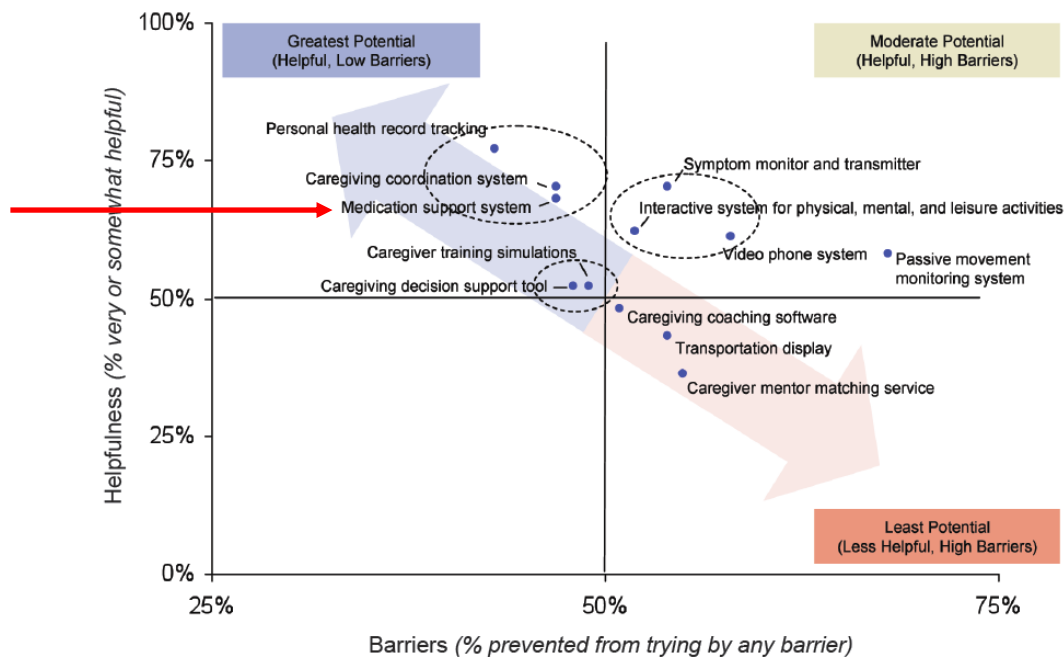 100%
Greatest Potential
(Helpful, Low Barriers)
Moderate Potential
(Helpful, High Barriers)
Personal health record tracking
75%
Symptom monitor and transmitter
Caregiving coordination system
Medication support system
Interactive system for physical, mental, and leisure activities
Caregiver training simulations
Video phone system
Passive movement
monitoring system
Caregiving decision support tool
50%
Caregiving coaching software
Transportation display
Caregiver mentor matching service
25%
Least Potential
(Less Helpful, High Barriers)
0%
25%
50%
75%
Helpfulness (% very or somewhat helpful)
Barriers (% prevented from trying by any barrier)